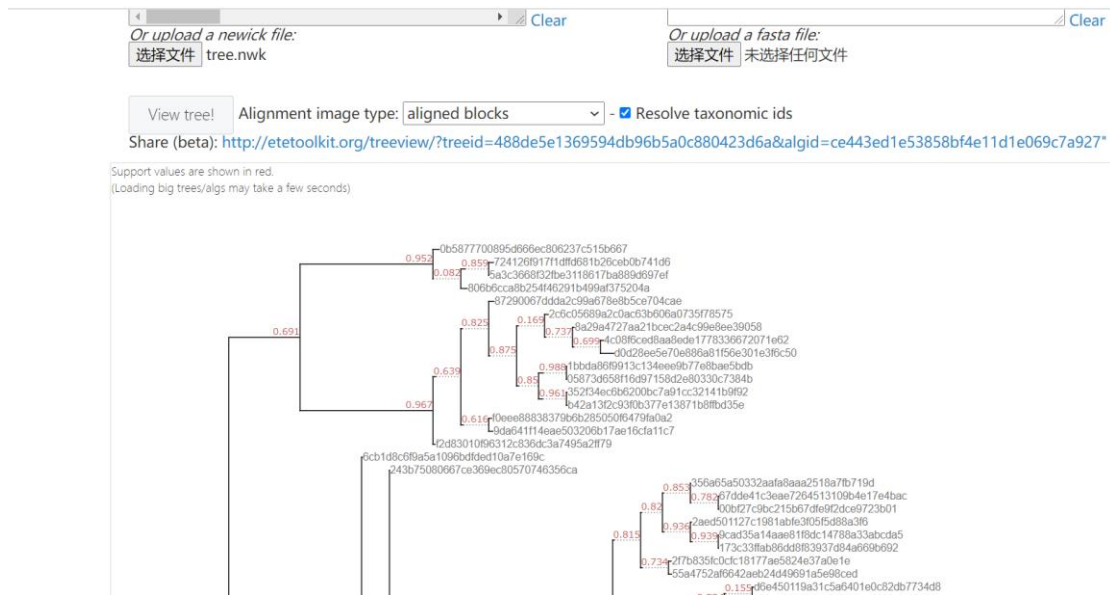 Clear
Clear
Or upload a newick file:
Or upload a fasta file:
选择文件 tree.nwk
选择文件 未选择任何文件
View tree! Alignment image type: aligned blocks - Resolve taxonomic ids
Share (beta): http://etetoolkit.org/treeview/?treeid=488de5e1369594db96b5a0c880423d6a&algid=ce443ed1e53858bf4e11d1e069c7a927"
Support values are shown in red.
(Loading big trees/algs may take a few seconds)
0b5877700895d666ec806237c515b667
0.952
0.859 724126f917f1dffd681b26ceb0b741d6
0.082 5a3c3668f32fbe3118617ba889d697ef
806b6cca8b254f46291b499af375204a
87290067ddda2c99a678e8b5ce704cae
2c6c05689a2c0ac63b606a0735f78575
0.825 0.169 8a29a4727aa21bcec2a4c99e8ee39058
0.691 0.737 4c08f6ced8aa8ede1778336672071e62
0.699
0.875 d0d28ee5e70e886a81f56e301e3f6c50
0.988 1bbda86f9913c134eee9b77e8bae5bdb
0.639 0.85 05873d658f16d97158d2e80330c7384b
0.961 352f34ec6b6200bc7a91cc32141b9f92
0.967 b42a13f2c93f0b377e13871b8ffbd35e
0.616 f0eee88838379b6b285050f6479fa0a2
9da641f14eae503206b17ae16cfa11c7
f2d83010f96312c836dc3a7495a2ff79
6cb1d8c6f9a5a1096bdfded10a7e169c
243b75080667ce369ec80570746356ca
356a65a50332aafa8aaa2518a7fb719d
0.853 67dde41c3eae7264513109b4e17e4bac
0.782
0.82 00bf27c9bc215b67dfe9f2dce9723b01
2aed501127c1981abfe3f05f5d88a3f6
0.936 9cad35a14aae81f8dc14788a33abcda5
0.815 0.939
173c33ffab86dd8f83937d84a669b692
0.734 2f7b835fc0cfc18177ae5824e37a0e1e
55a4752af6642aeb24d49691a5e98ced
0.155 d6e450119a31c5a6401e0c82db7734d8